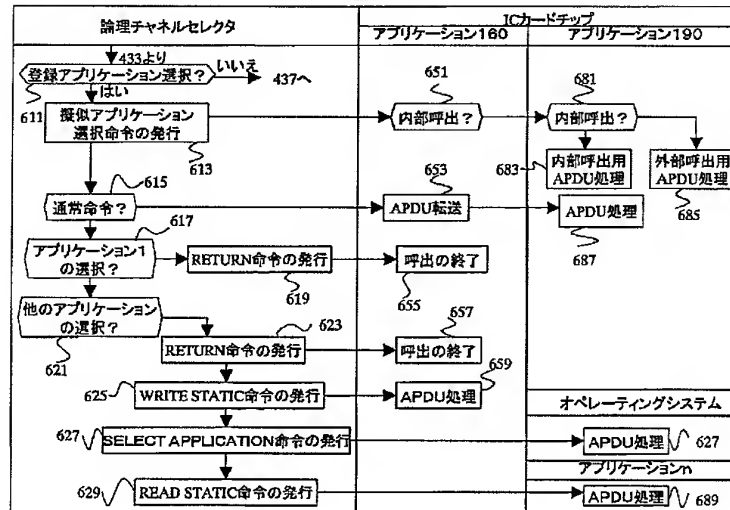 論理チャネルセレクタ
ICカードチップ
アプリケーション160
アプリケーション190
433より
登録アプリケーション選択?
いいえ
437へ
はい
611
擬似アプリケーション
選択命令の発行
613
651
内部呼出?
681
内部呼出?
683
内部呼出用
APDU処理
外部呼出用
APDU処理
685
615
通常命令?
653
APDU転送
APDU処理
687
617
アプリケーション1
の選択?
RETURN命令の発行
619
呼出の終了
655
他のアプリケーション
の選択?
621
623
RETURN命令の発行
657
呼出の終了
625
WRITE STATIC命令の発行
659
APDU処理
オペレーティングシステム
627
SELECT APPLICATION命令の発行
APDU処理
627
アプリケーションn
629
READ STATIC命令の発行
APDU処理
689